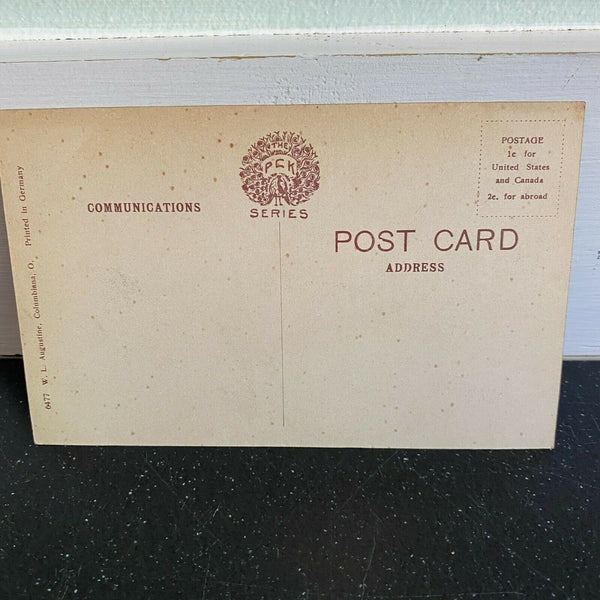 THE
PCK
SERIES
COMMUNICATIONS
POST CARD
ADDRESS
POSTAGE
1c for
United States
and Canada
2c. for abroad
6477 W. L. Augustine, Columbiana, O. Printed in Germany